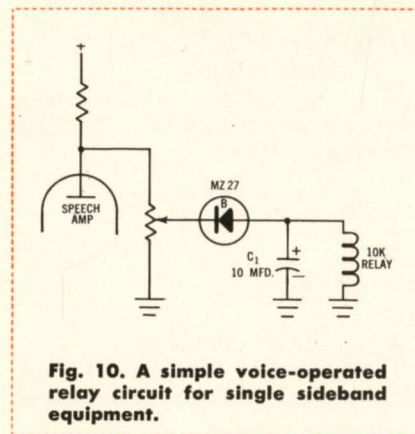 +
SPEECH
AMP
MZ 27
B
C1
10 MFD.
+
−
10K
RELAY
Fig. 10. A simple voice-operated
relay circuit for single sideband
equipment.